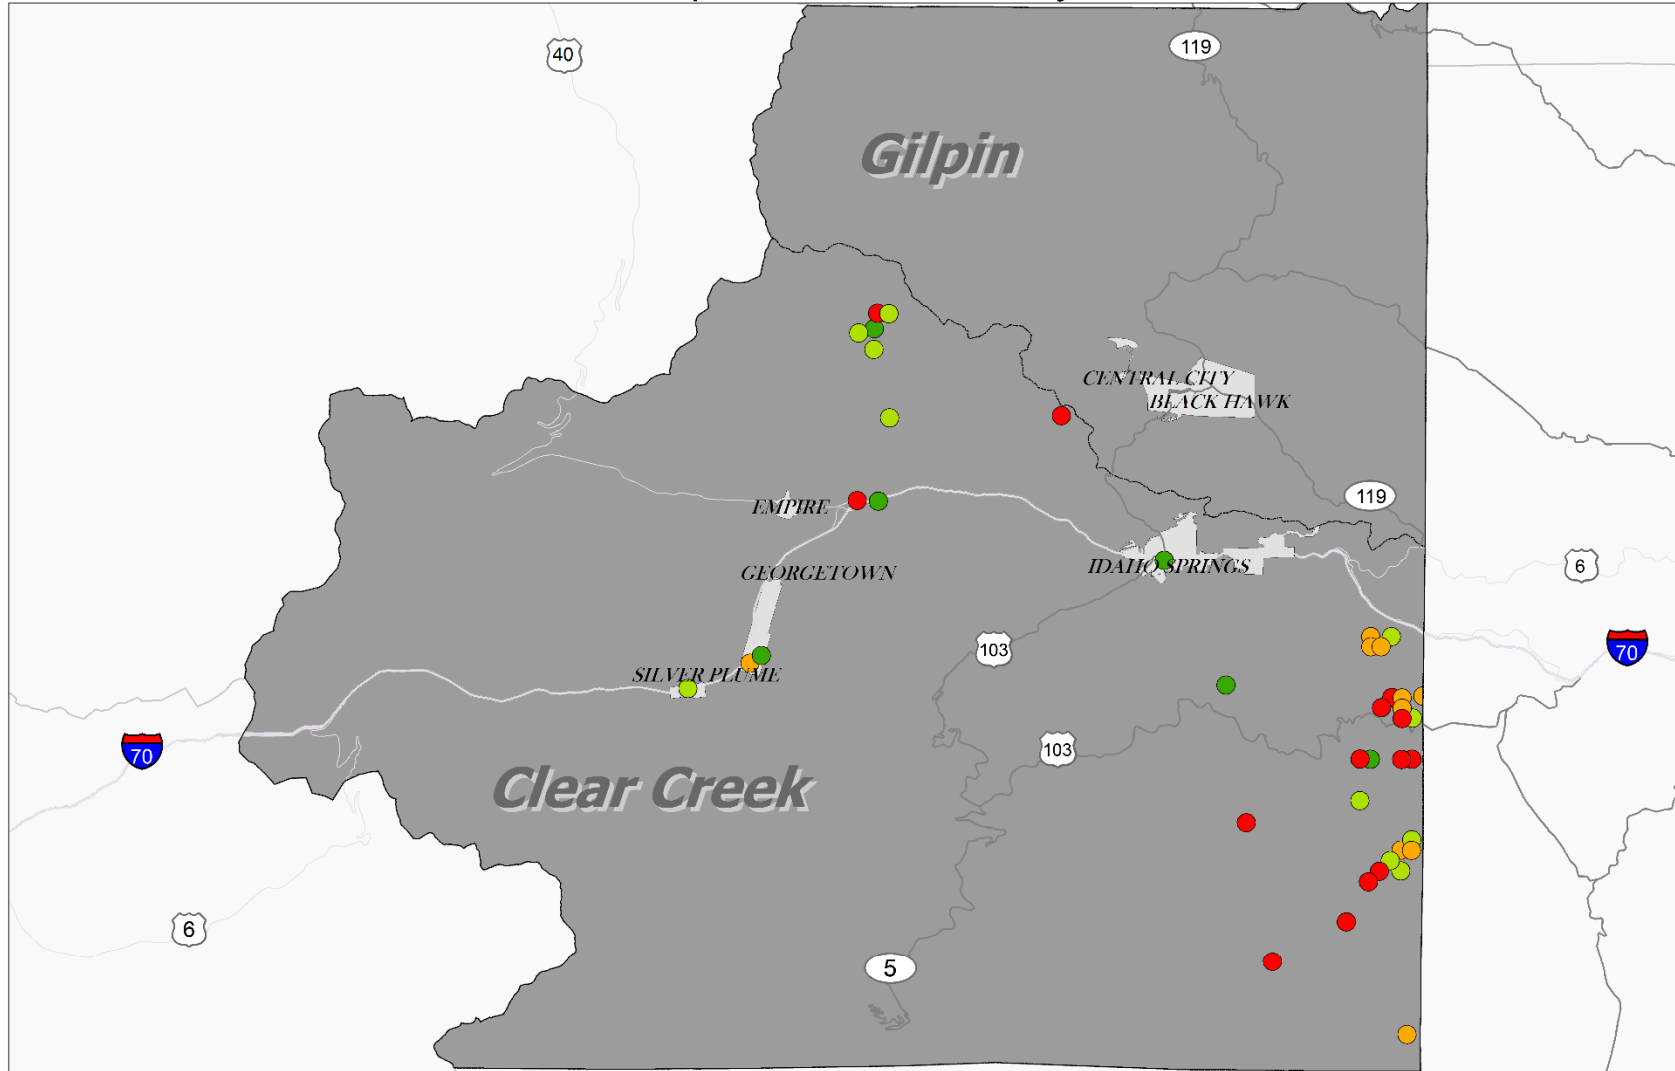 40
119
Gilpin
CENTRAL CITY
BLACK HAWK
119
EMPIRE
IDAHO SPRINGS
6
GEORGETOWN
103
70
SILVER PLUME
103
70
Clear Creek
6
5